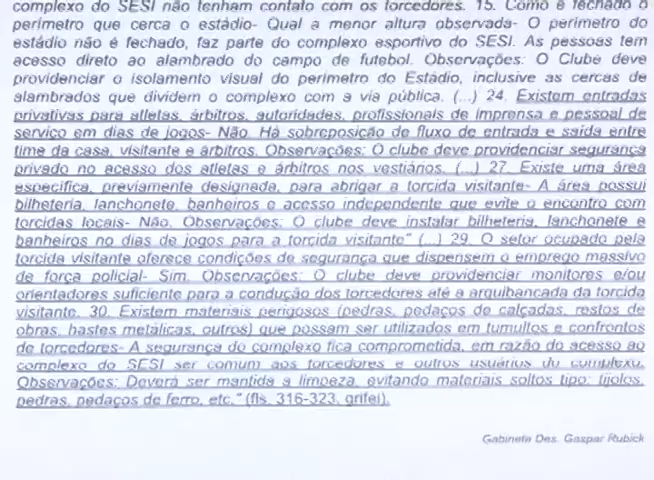 complexo do SESI não tenham contato com os torcedores. 15. Como é fechado o
perímetro que cerca o estádio- Qual a menor altura observada- O perímetro do
estádio não é fechado, faz parte do complexo esportivo do SESI. As pessoas tem
acesso direto ao alambrado do campo de futebol. Observações: O Clube deve
providenciar o isolamento visual do perímetro do Estádio, inclusive as cercas de
alambrados que dividem o complexo com a via pública. (...) 24. Existem entradas
privativas para atletas, árbitros, autoridades, profissionais de imprensa e pessoal de
serviço em dias de jogos- Não. Há sobreposição de fluxo de entrada e saída entre
time da casa, visitante e árbitros. Observações: O clube deve providenciar segurança
privado no acesso dos atletas e árbitros nos vestiários. (...) 27. Existe uma área
específica, previamente designada, para abrigar a torcida visitante- A área possui
bilheteria, lanchonete, banheiros e acesso independente que evite o encontro com
torcidas locais- Não. Observações: O clube deve instalar bilheteria, lanchonete e
banheiros no dias de jogos para a torcida visitante" (...) 29. O setor ocupado pela
torcida visitante oferece condições de segurança que dispensem o emprego massivo
de força policial- Sim. Observações: O clube deve providenciar monitores e/ou
orientadores suficiente para a condução dos torcedores até a arquibancada da torcida
visitante. 30. Existem materiais perigosos (pedras, pedaços de calçadas, restos de
obras, hastes metálicas, outros) que possam ser utilizados em tumultos e confrontos
de torcedores- A segurança do complexo fica comprometida, em razão do acesso ao
complexo do SESI ser comum aos torcedores e outros usuários do complexo.
Observações: Deverá ser mantida a limpeza, evitando materiais soltos tipo: tijolos,
pedras, pedaços de ferro, etc." (fls. 316-323, grifei).
Gabinete Des. Gaspar Rubick